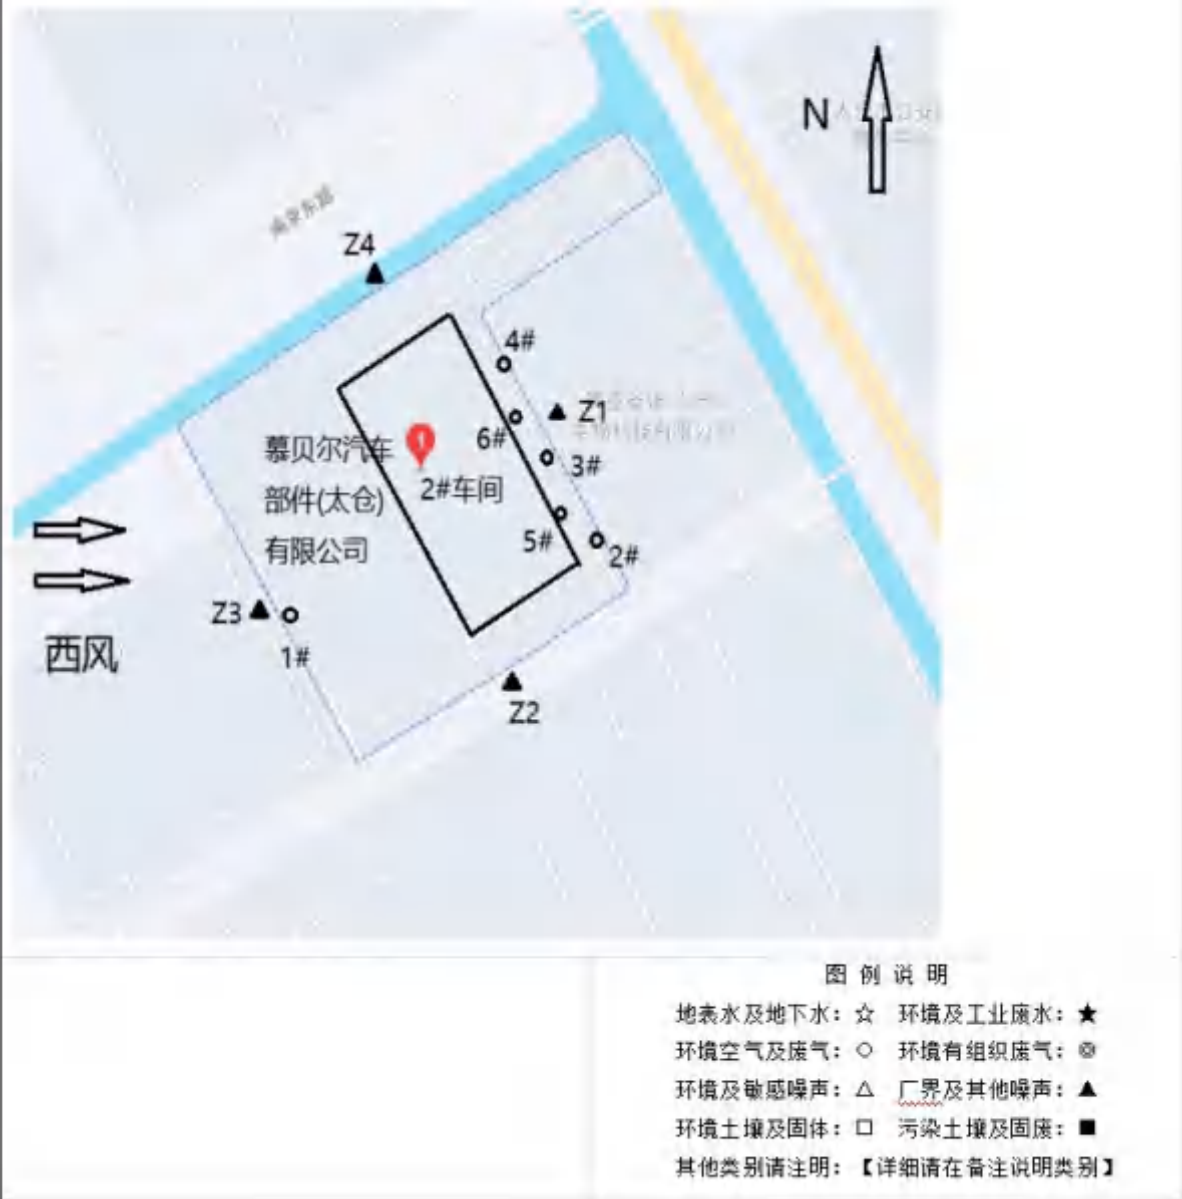 N
Z4
4#
Z1
6#
3#
慕贝尔汽车
部件(太仓)
有限公司
2#车间
5#
2#
Z3
1#
西风
Z2
图例说明
地表水及地下水：☆ 环境及工业废水：★
环境空气及废气：○ 环境有组织废气：◎
环境及敏感噪声：△ 厂界及其他噪声：▲
环境土壤及固体：□ 污染土壤及固废：■
其他类别请注明：【详细请在备注说明类别】